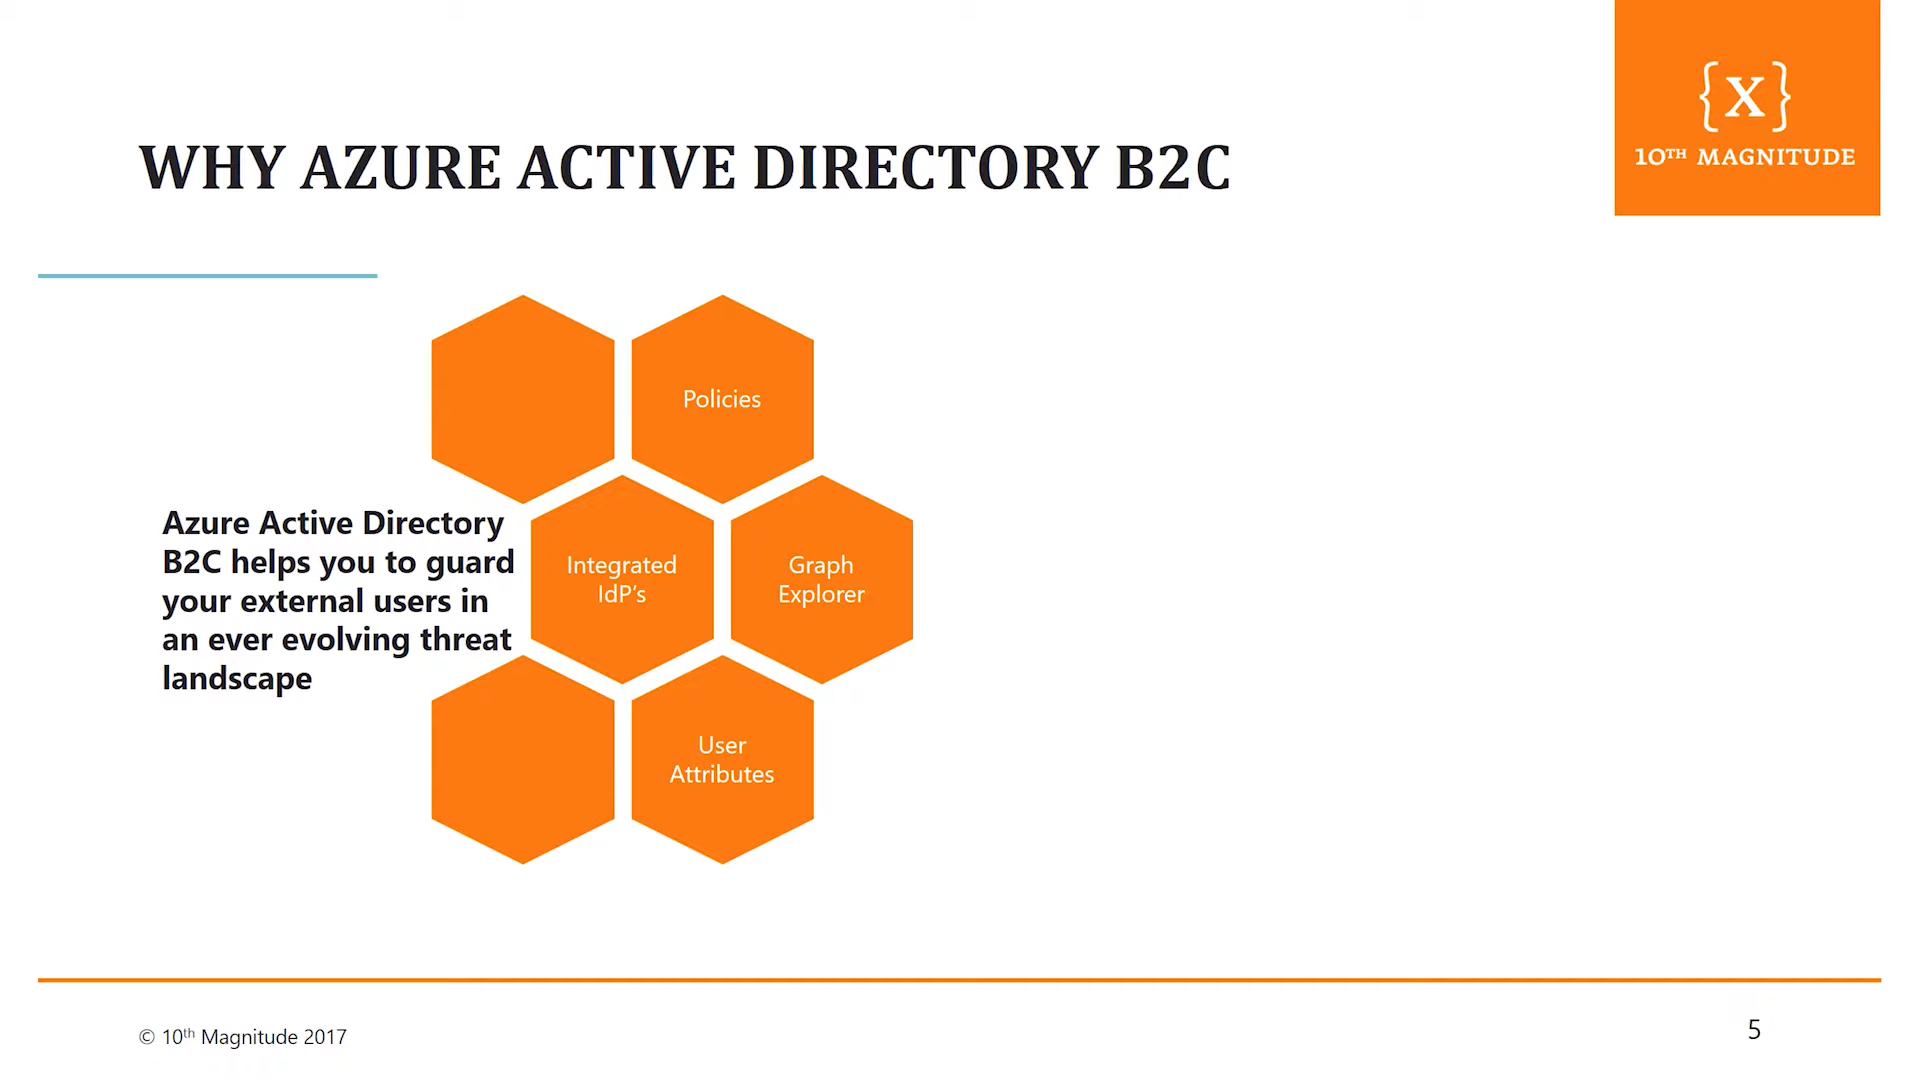 {X}
10TH MAGNITUDE
WHY AZURE ACTIVE DIRECTORY B2C
Policies
Azure Active Directory
B2C helps you to guard
your external users in
an ever evolving threat
landscape
Integrated
IdP's
Graph
Explorer
User
Attributes
© 10th Magnitude 2017
5